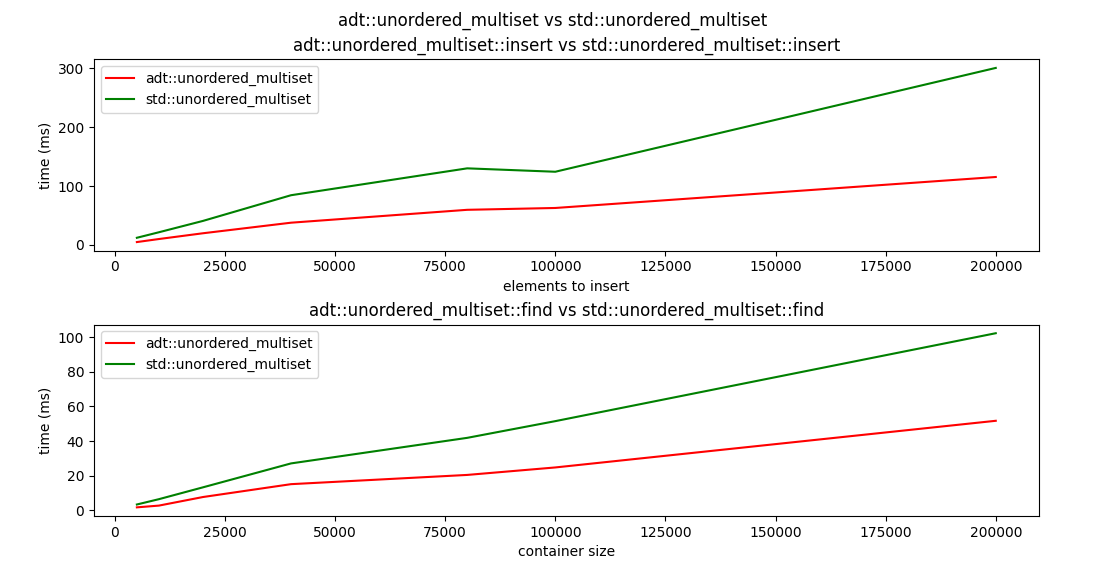 adt::unordered_multiset vs std::unordered_multiset
adt::unordered_multiset::insert vs std::unordered_multiset::insert
300
200
100
0
time (ms)
adt::unordered_multiset
std::unordered_multiset
0 25000 50000 75000 100000 125000 150000 175000 200000
elements to insert
adt::unordered_multiset::find vs std::unordered_multiset::find
100
80
60
40
20
0
time (ms)
adt::unordered_multiset
std::unordered_multiset
0 25000 50000 75000 100000 125000 150000 175000 200000
container size